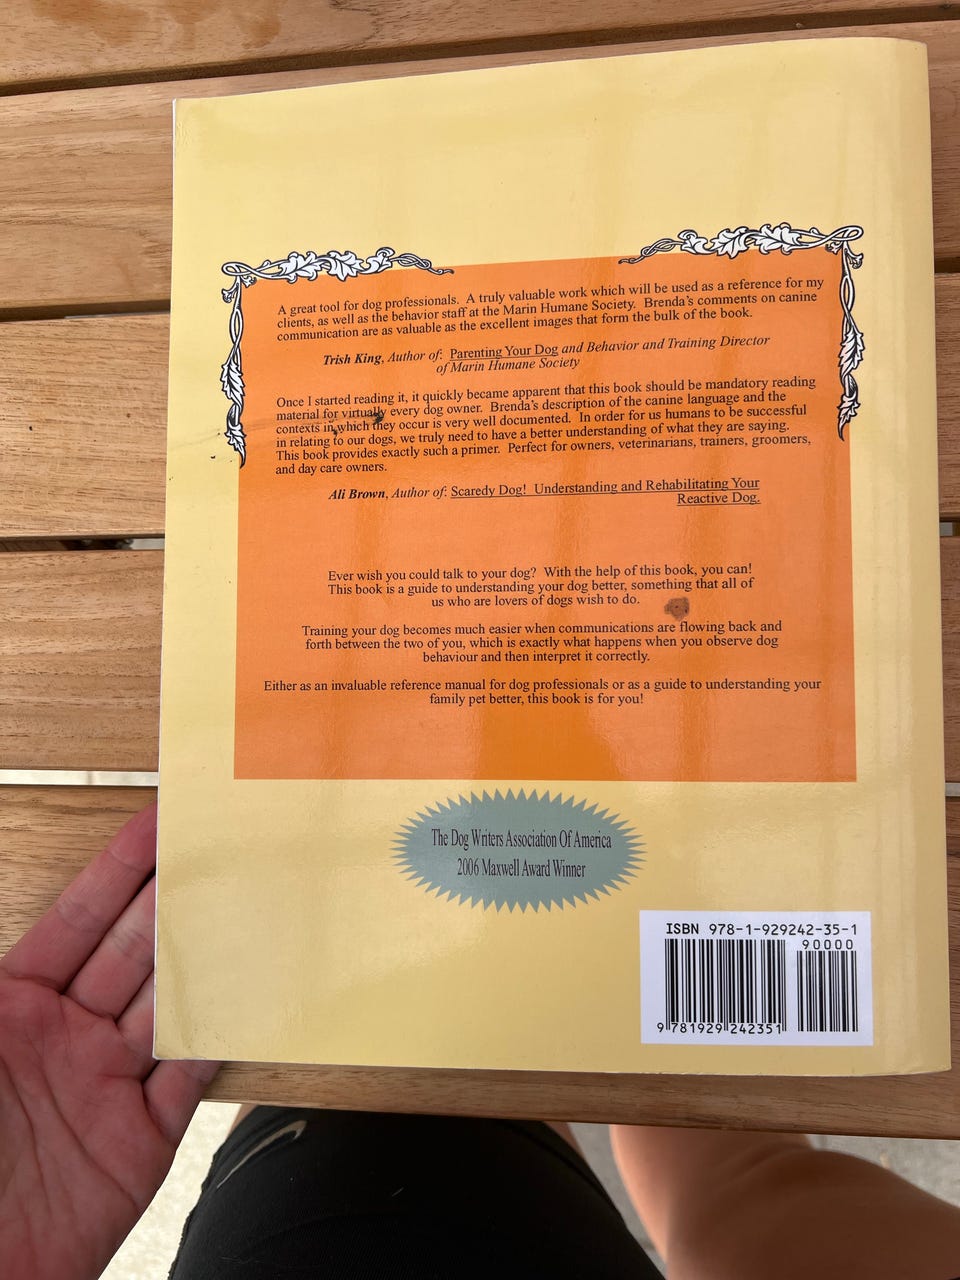 A great tool for dog professionals. A truly valuable work which will be used as a reference for my
clients, as well as the behavior staff at the Marin Humane Society. Brenda's comments on canine
communication are as valuable as the excellent images that form the bulk of the book.
Trish King, Author of: Parenting Your Dog and Behavior and Training Director
of Marin Humane Society
Once I started reading it, it quickly became apparent that this book should be mandatory reading
material for virtually every dog owner. Brenda's description of the canine language and the
contexts in which they occur is very well documented. In order for us humans to be successful
in relating to our dogs, we truly need to have a better understanding of what they are saying.
This book provides exactly such a primer. Perfect for owners, veterinarians, trainers, groomers,
and day care owners.
Ali Brown, Author of: Scaredy Dog! Understanding and Rehabilitating Your
Reactive Dog.
Ever wish you could talk to your dog? With the help of this book, you can!
This book is a guide to understanding your dog better, something that all of
us who are lovers of dogs wish to do.
Training your dog becomes much easier when communications are flowing back and
forth between the two of you, which is exactly what happens when you observe dog
behaviour and then interpret it correctly.
Either as an invaluable reference manual for dog professionals or as a guide to understanding your
family pet better, this book is for you!
The Dog Writers Association Of America
2006 Maxwell Award Winner
ISBN 978-1-929242-35-1
90000
9 781929 242351